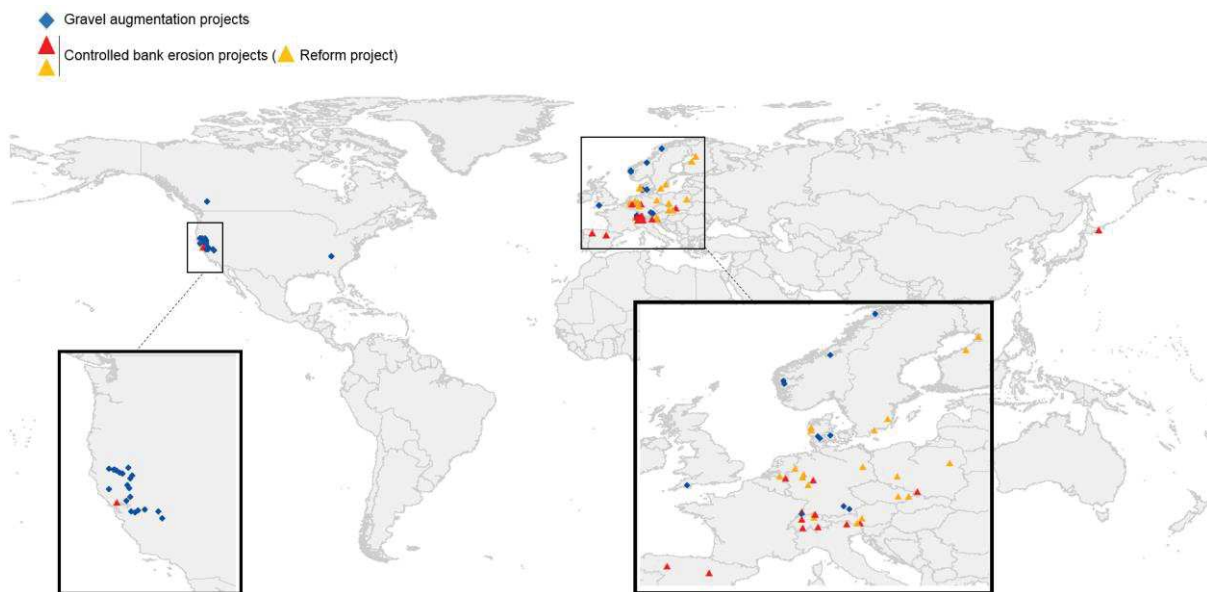 Gravel augmentation projects
Controlled bank erosion projects ( Reform project)